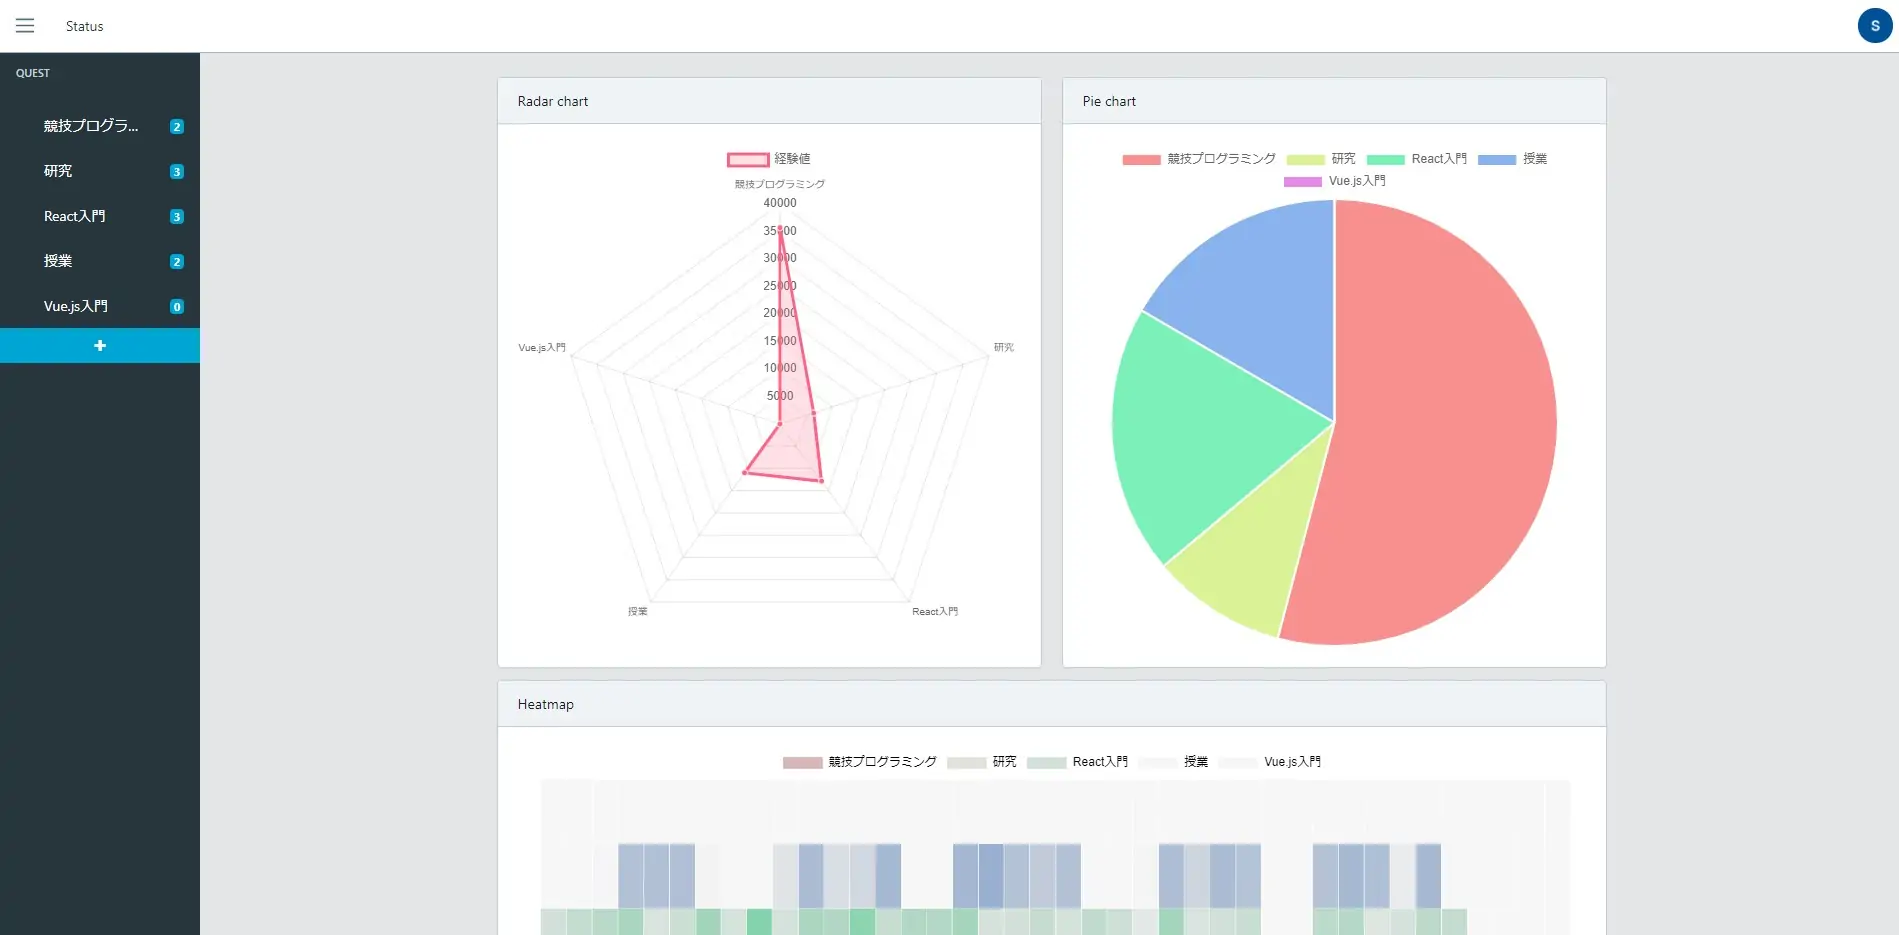 Status
S
QUEST
競技プログラ... 2
研究 3
React入門 3
授業 2
Vue.js入門 0
+
Radar chart
経験値
競技プログラミング
40000
35000
30000
25000
20000
15000
10000
5000
Vue.js入門
研究
授業
React入門
Pie chart
競技プログラミング 研究 React入門 授業
Vue.js入門
Heatmap
競技プログラミング 研究 React入門 授業 Vue.js入門